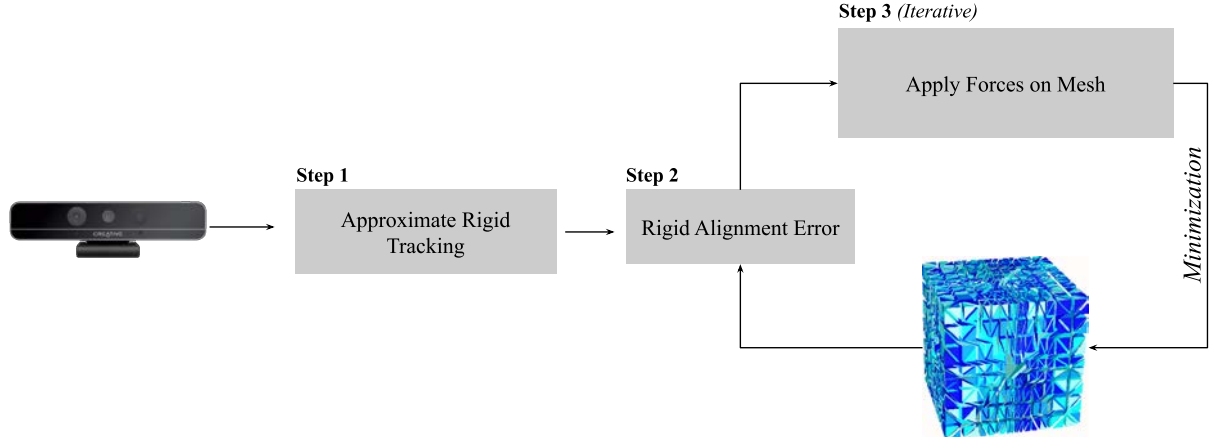 Step 3 (Iterative)
Apply Forces on Mesh
Step 1
Step 2
Approximate Rigid
Tracking
Rigid Alignment Error
Minimization
CREATIVE